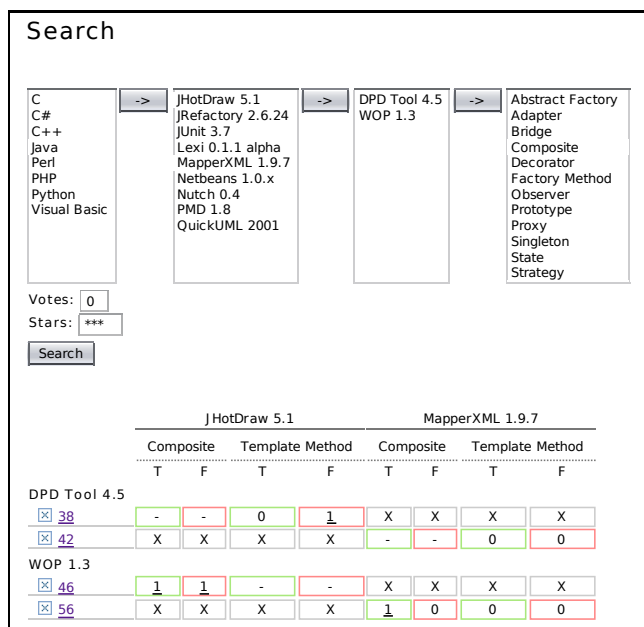 Search
C -> JHotDraw 5.1 -> DPD Tool 4.5 -> Abstract Factory
C# JRefactory 2.6.24 WOP 1.3 Adapter
C++ JUnit 3.7 Bridge
Java Lexi 0.1.1 alpha Composite
Perl MapperXML 1.9.7 Decorator
PHP Netbeans 1.0.x Factory Method
Python Nutch 0.4 Observer
Visual Basic PMD 1.8 Prototype
QuickUML 2001 Proxy
Singleton
State
Strategy
Votes: 0
Stars: ***
Search
JHotDraw 5.1 MapperXML 1.9.7
Composite Template Method Composite Template Method
T F T F T F T F
DPD Tool 4.5
38 - - 0 1 X X X X
42 X X X X - - 0 0
WOP 1.3
46 1 1 - - X X X X
56 X X X X 1 0 0 0